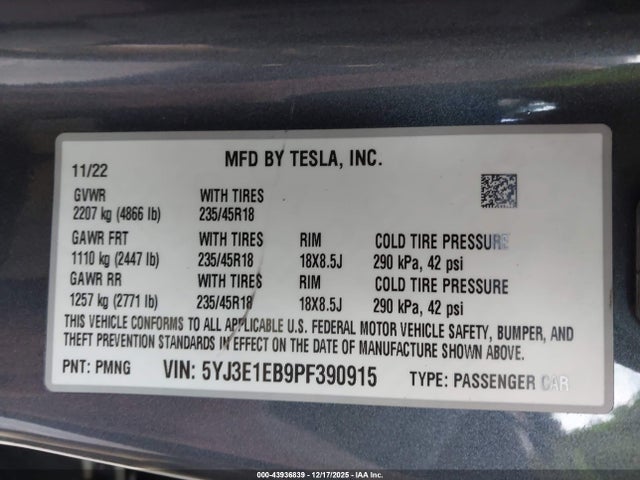 MFD BY TESLA, INC.
11/22
GVWR WITH TIRES
2207 kg (4866 lb) 235/45R18
GAWR FRT WITH TIRES RIM COLD TIRE PRESSURE
1110 kg (2447 lb) 235/45R18 18X8.5J 290 kPa, 42 psi
GAWR RR WITH TIRES RIM COLD TIRE PRESSURE
1257 kg (2771 lb) 235/45R18 18X8.5J 290 kPa, 42 psi
THIS VEHICLE CONFORMS TO ALL APPLICABLE U.S. FEDERAL MOTOR VEHICLE SAFETY, BUMPER, AND
THEFT PREVENTION STANDARDS IN EFFECT ON THE DATE OF MANUFACTURE SHOWN ABOVE.
PNT: PMNG VIN: 5YJ3E1EB9PF390915 TYPE: PASSENGER CAR
000-43936839 - 12/17/2025 - IAA Inc.